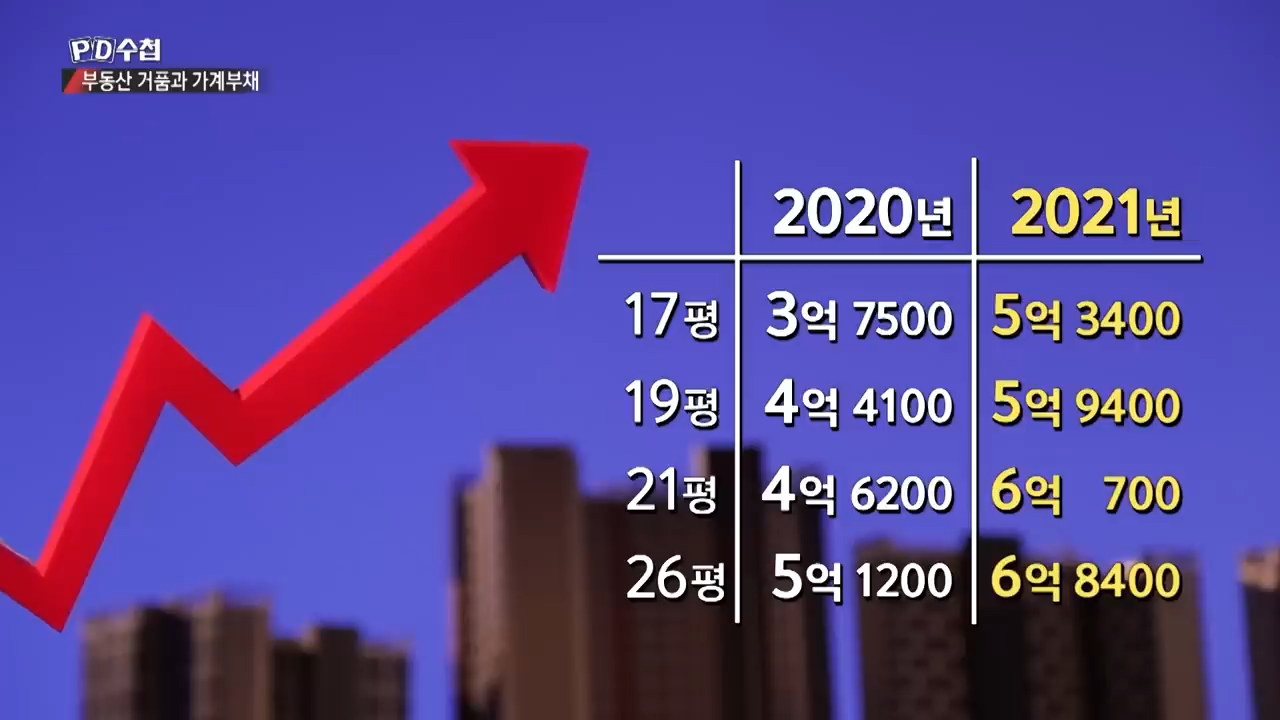 PD수첩
부동산 거품과 가계부채
2020년 2021년
17평 3억 7500 5억 3400
19평 4억 4100 5억 9400
21평 4억 6200 6억 700
26평 5억 1200 6억 8400